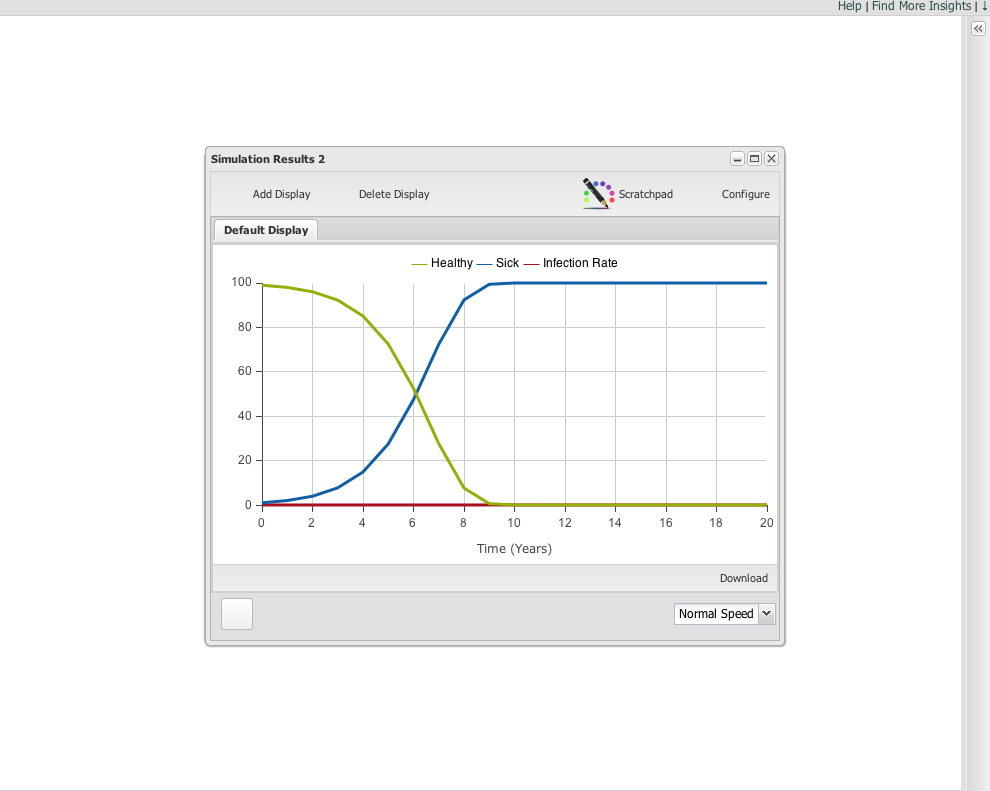 Help | Find More Insights | ↓
Simulation Results 2
Add Display Delete Display Scratchpad Configure
Default Display
Healthy Sick Infection Rate
100
80
60
40
20
0
0 2 4 6 8 10 12 14 16 18 20
Time (Years)
Download
Normal Speed